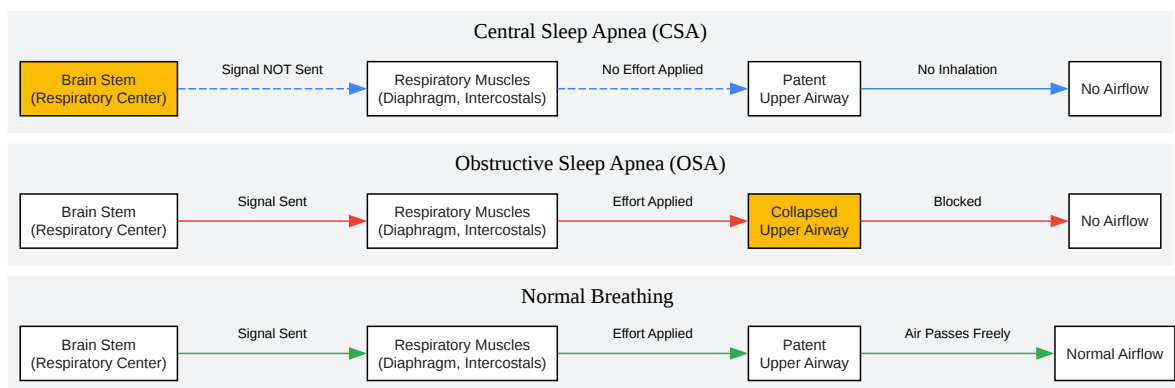 Central Sleep Apnea (CSA)
Brain Stem
(Respiratory Center)
Signal NOT Sent
Respiratory Muscles
(Diaphragm, Intercostals)
No Effort Applied
Patent
Upper Airway
No Inhalation
No Airflow
Obstructive Sleep Apnea (OSA)
Brain Stem
(Respiratory Center)
Signal Sent
Respiratory Muscles
(Diaphragm, Intercostals)
Effort Applied
Collapsed
Upper Airway
Blocked
No Airflow
Normal Breathing
Brain Stem
(Respiratory Center)
Signal Sent
Respiratory Muscles
(Diaphragm, Intercostals)
Effort Applied
Patent
Upper Airway
Air Passes Freely
Normal Airflow